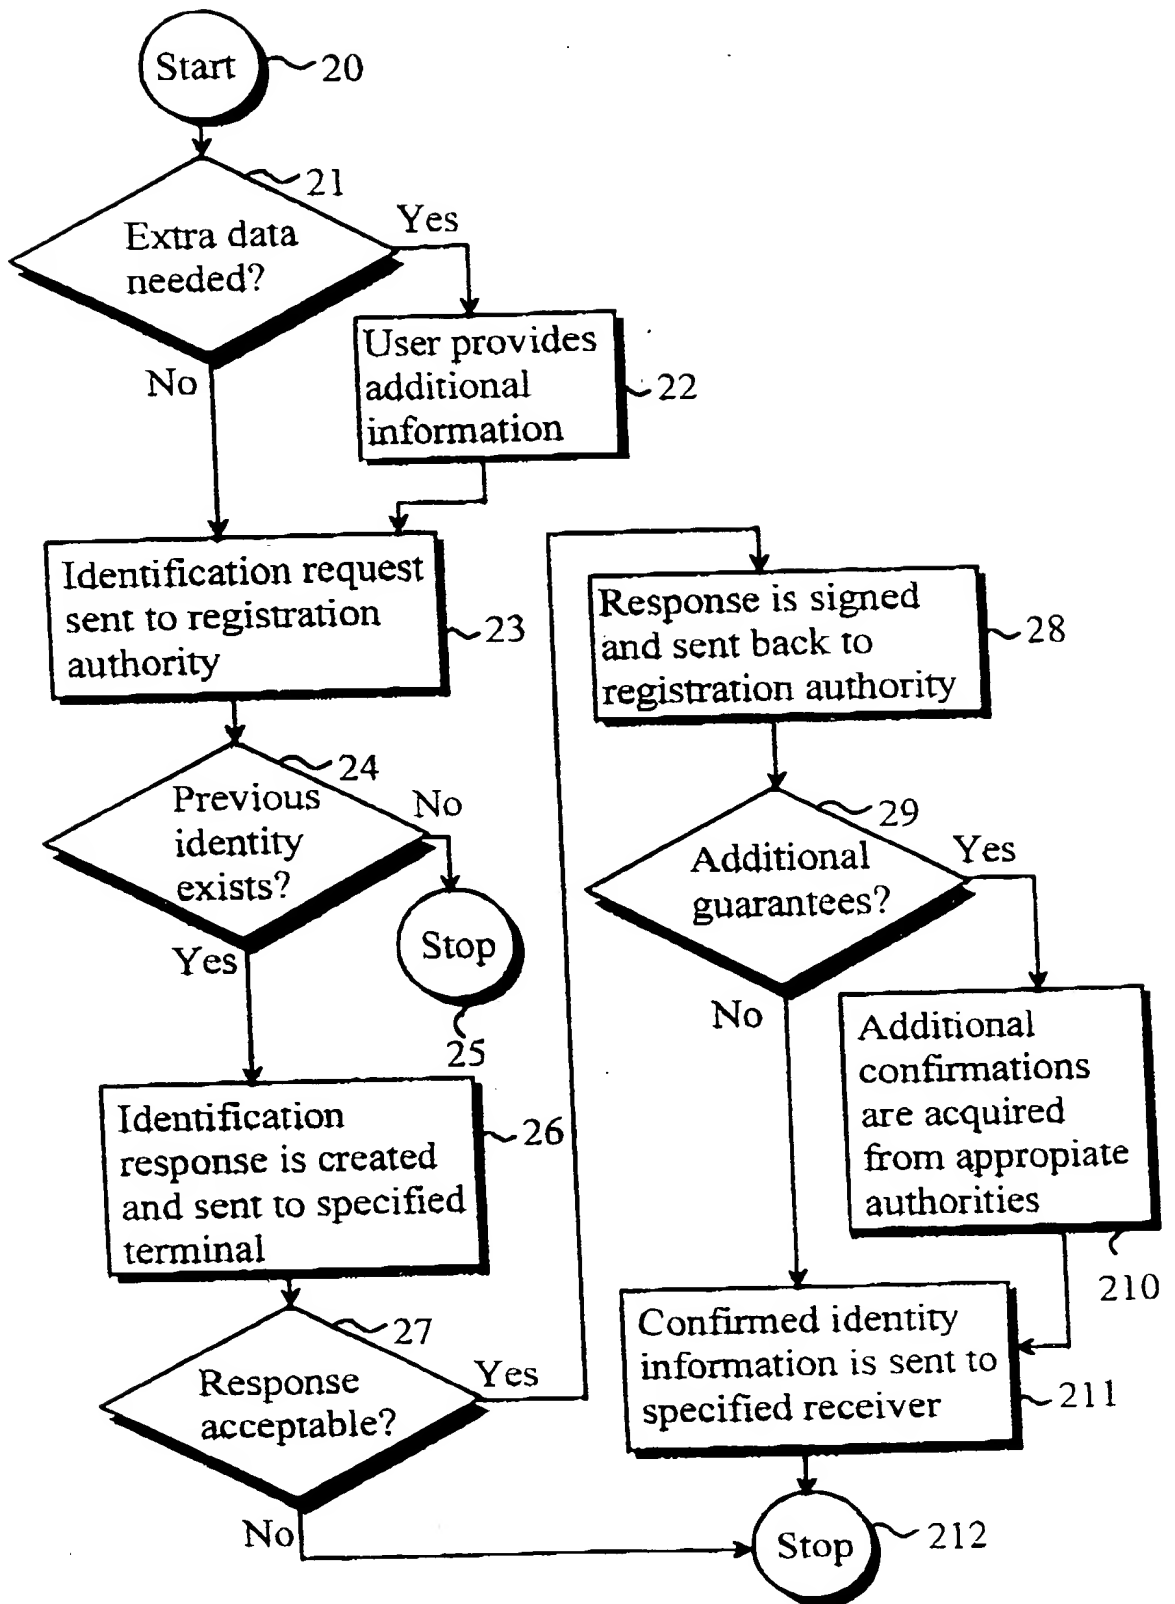 Start
20
21
Extra data
needed?
Yes
No
User provides
additional
information
22
Identification request
sent to registration
authority
23
24
Previous
identity
exists?
No
Yes
Stop
25
Identification
response is created
and sent to specified
terminal
26
27
Response
acceptable?
Yes
No
Response is signed
and sent back to
registration authority
28
29
Additional
guarantees?
Yes
No
Additional
confirmations
are acquired
from appropiate
authorities
210
Confirmed identity
information is sent to
specified receiver
211
Stop
212